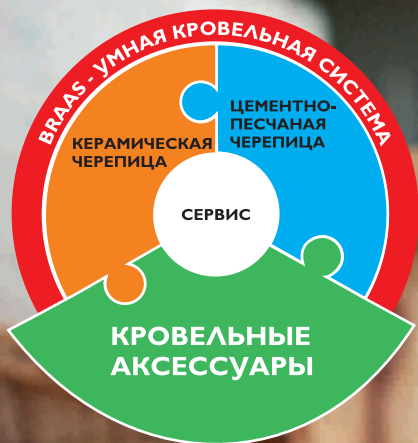 BRAAS - УМНАЯ КРОВЕЛЬНАЯ СИСТЕМА
КЕРАМИЧЕСКАЯ
ЧЕРЕПИЦА
ЦЕМЕНТНО-
ПЕСЧАНАЯ
ЧЕРЕПИЦА
СЕРВИС
КРОВЕЛЬНЫЕ
АКСЕССУАРЫ